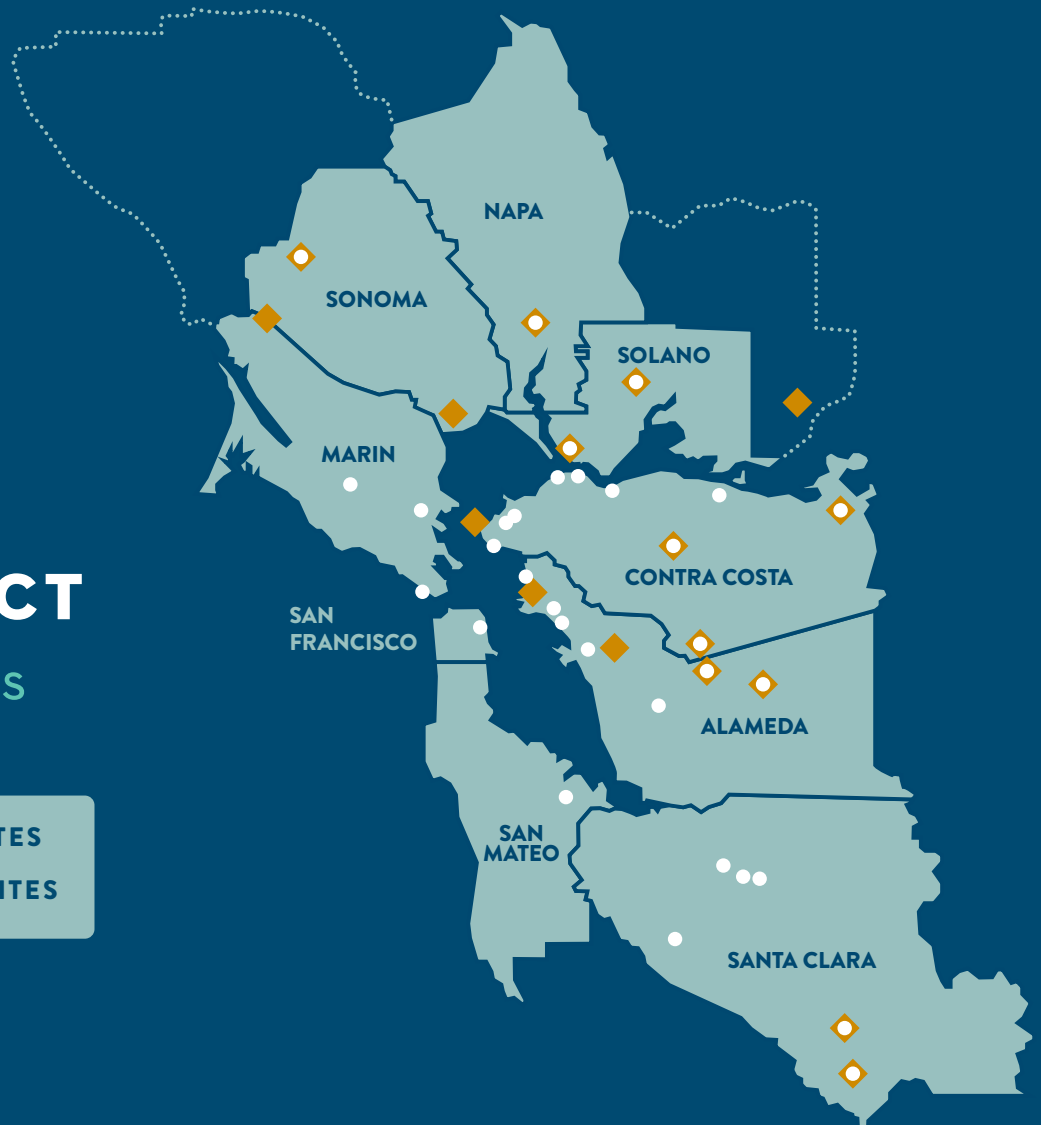 NAPA
SONOMA
SOLANO
MARIN
CONTRA COSTA
SAN
FRANCISCO
ALAMEDA
SAN
MATEO
SANTA CLARA
CT
S
TES
ITES